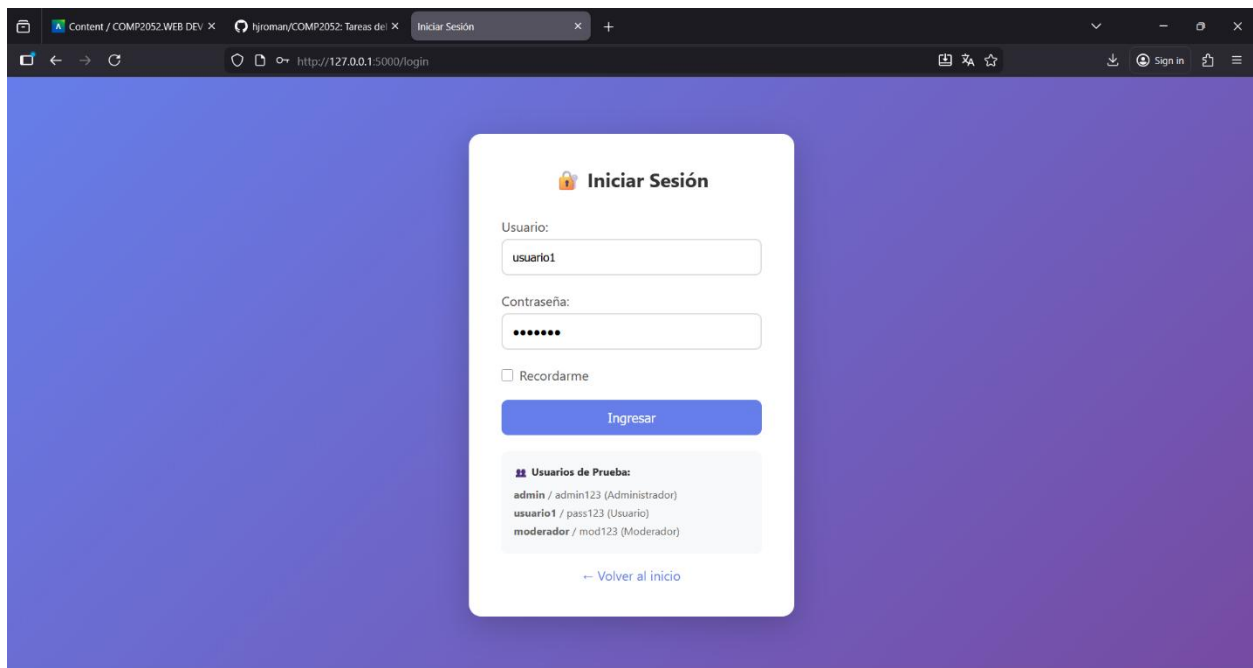 Content / COMP2052.WEB DEV
hjroman/COMP2052: Tareas del
Iniciar Sesión
http://127.0.0.1:5000/login
Sign in
Iniciar Sesión
Usuario:
usuario1
Contraseña:
•••••••
Recordarme
Ingresar
Usuarios de Prueba:
admin / admin123 (Administrador)
usuario1 / pass123 (Usuario)
moderador / mod123 (Moderador)
← Volver al inicio